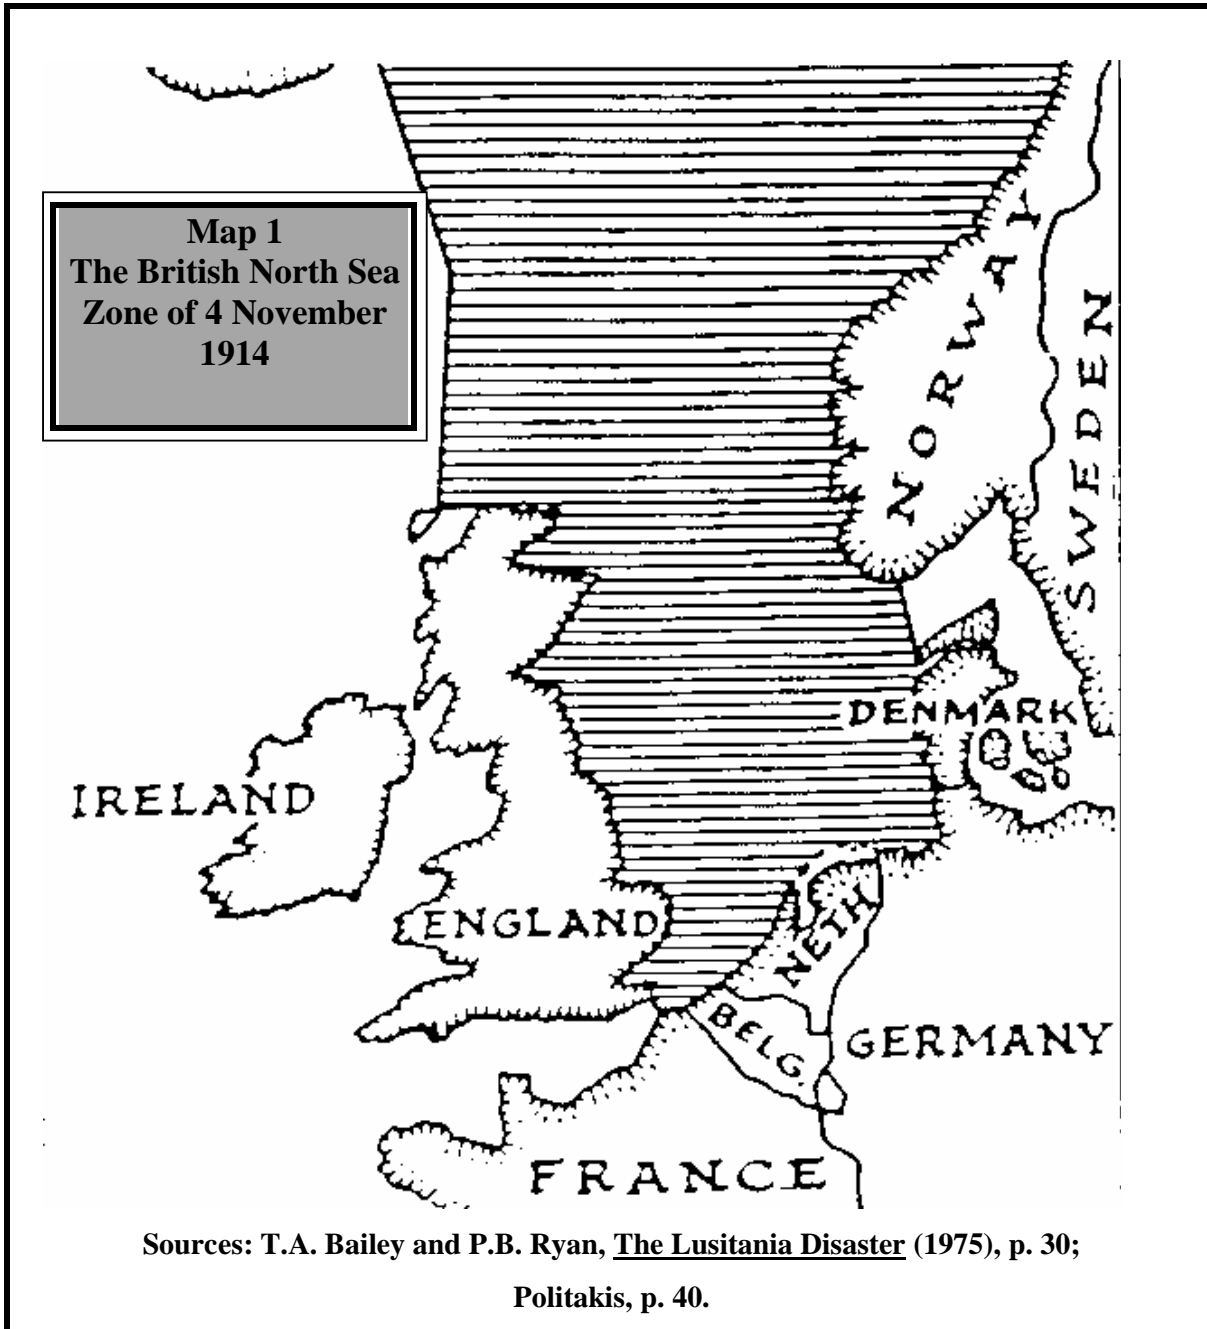 Map 1
The British North Sea
Zone of 4 November
1914
NORWAY
SWEDEN
DENMARK
IRELAND
ENGLAND
NETH
BELG.
GERMANY
FRANCE
Sources: T.A. Bailey and P.B. Ryan, The Lusitania Disaster (1975), p. 30;
Politakis, p. 40.